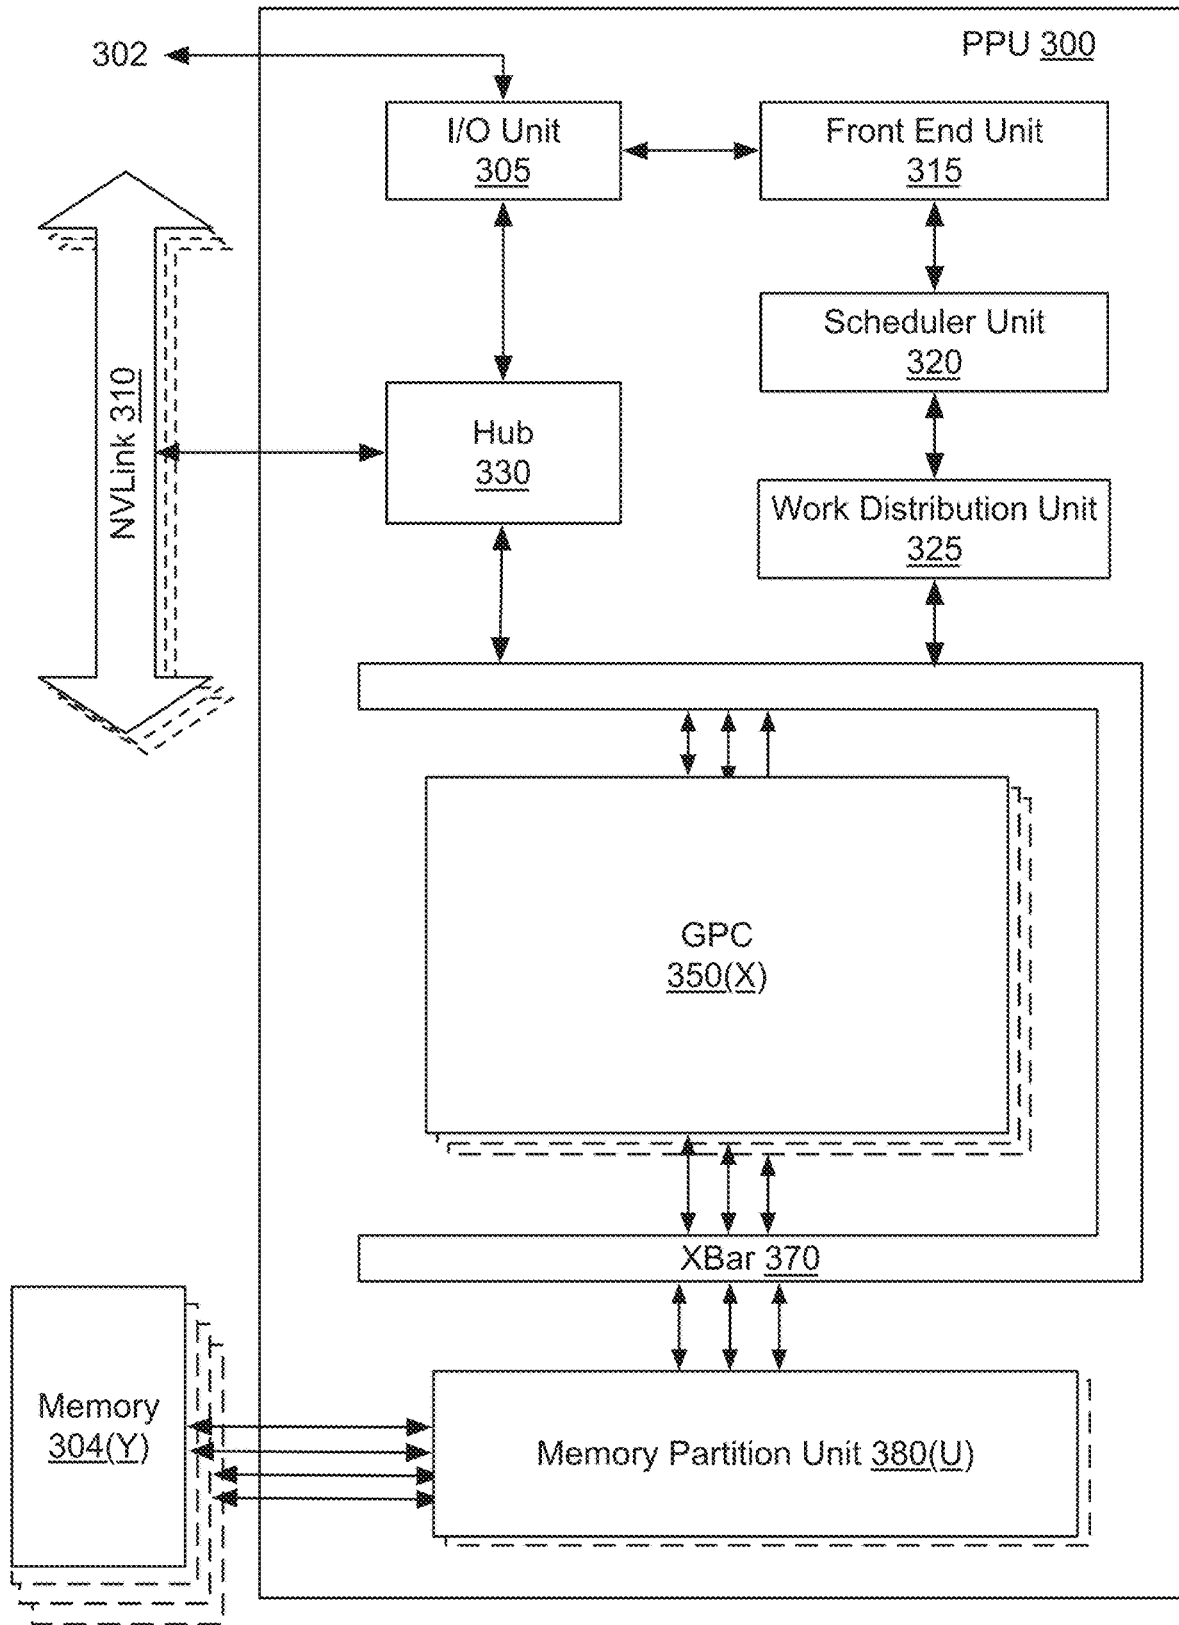 PPU 300
302
I/O Unit
305
Front End Unit
315
Scheduler Unit
320
NVLink 310
Hub
330
Work Distribution Unit
325
GPC
350(X)
XBar 370
Memory
304(Y)
Memory Partition Unit 380(U)